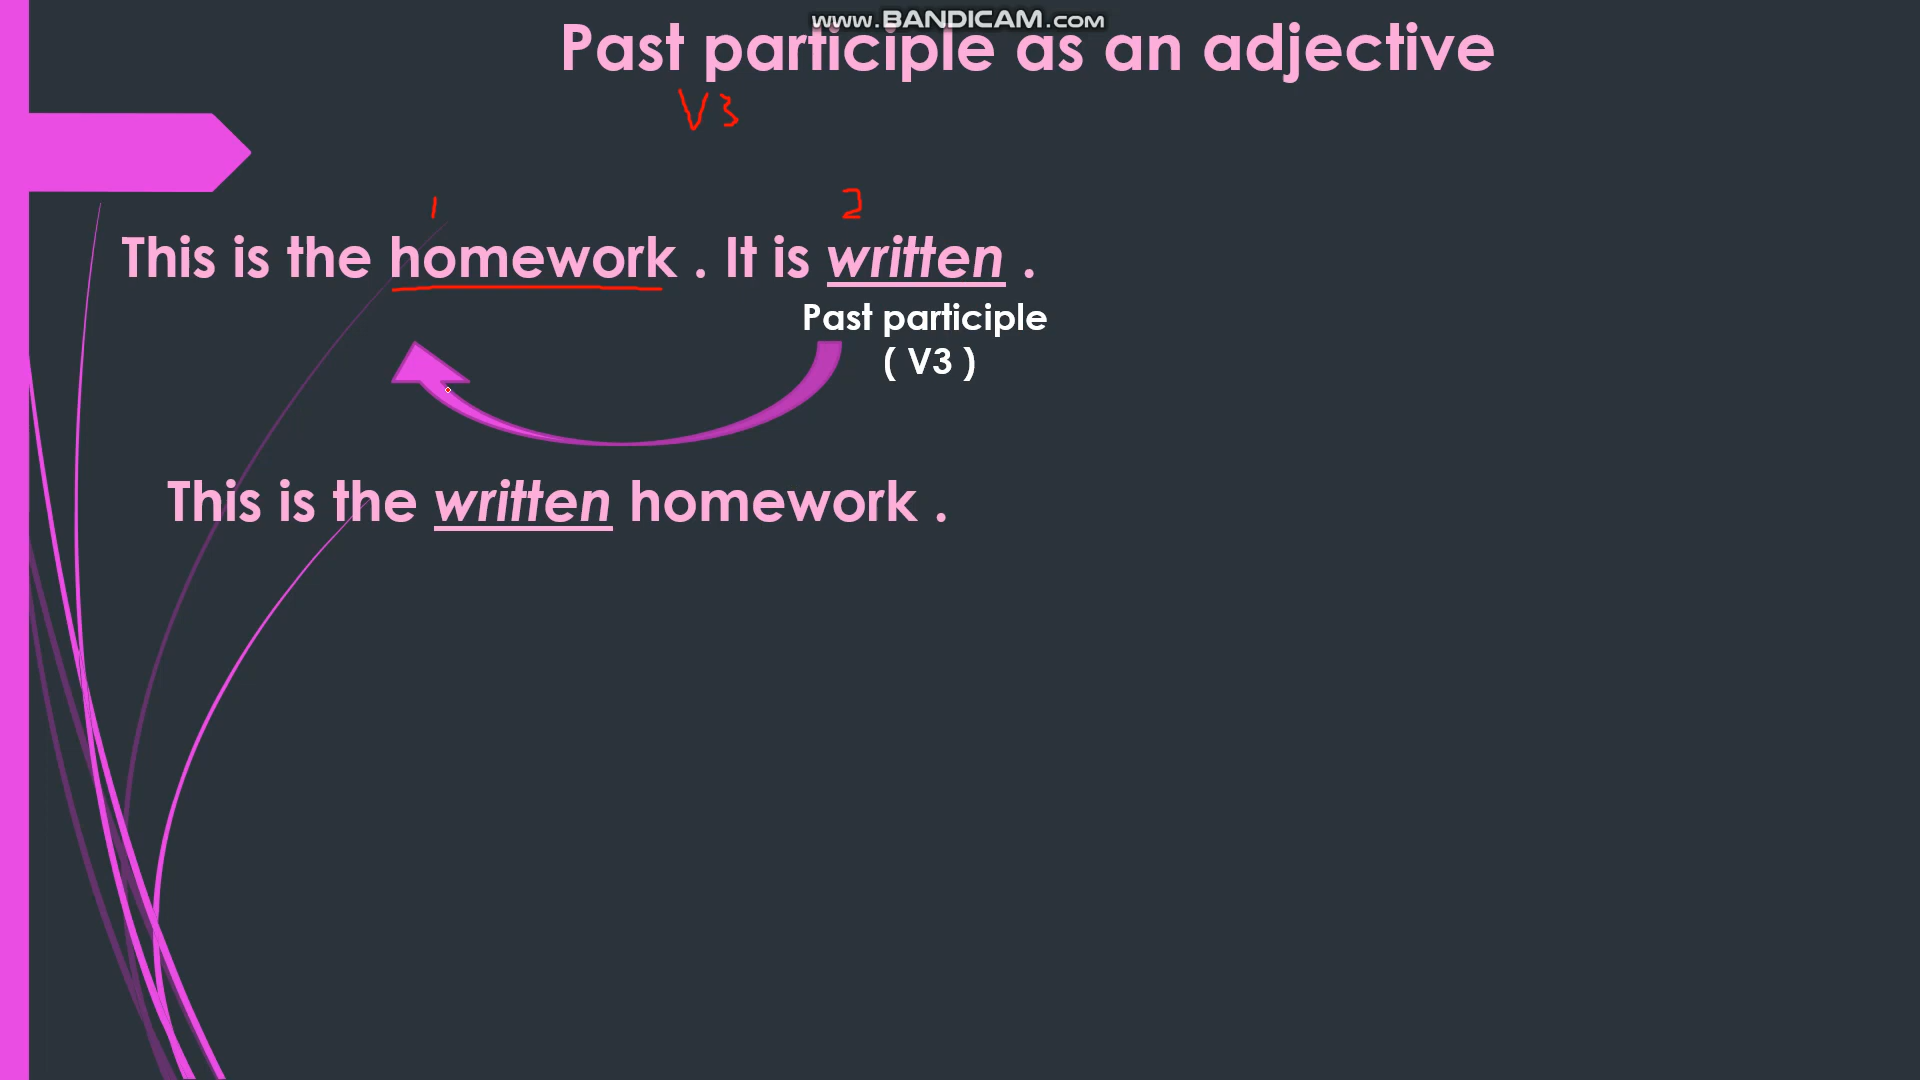 www.BANDICAM.com
Past participle as an adjective
V3
1 2
This is the homework . It is written .
Past participle
( V3 )
This is the written homework .